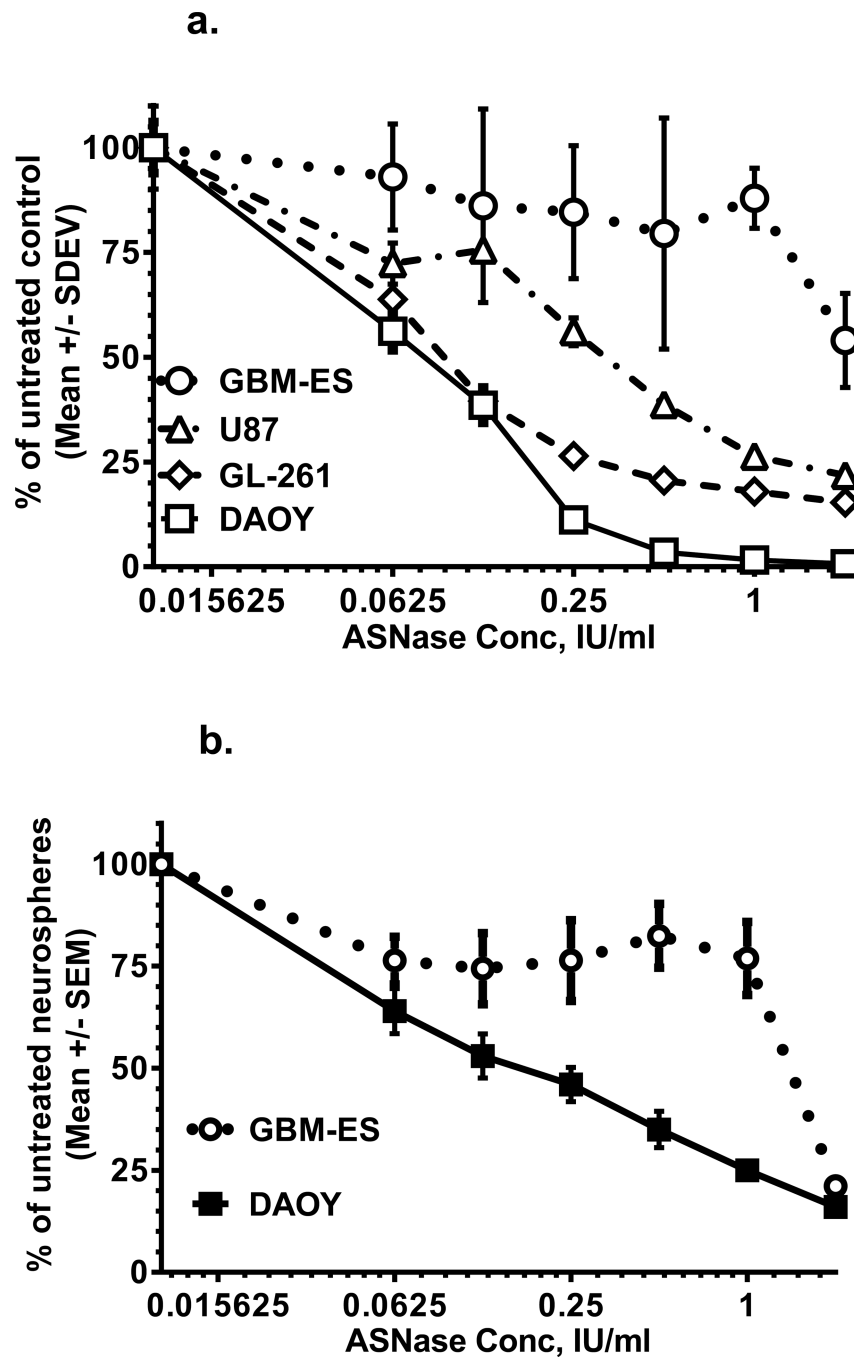 a.
% of untreated control
(Mean +/- SDEV)
100
75
50
25
0
GBM-ES
U87
GL-261
DAOY
0.015625 0.0625 0.25 1
ASNase Conc, IU/ml
b.
% of untreated neurospheres
(Mean +/- SEM)
100
75
50
25
0
GBM-ES
DAOY
0.015625 0.0625 0.25 1
ASNase Conc, IU/ml